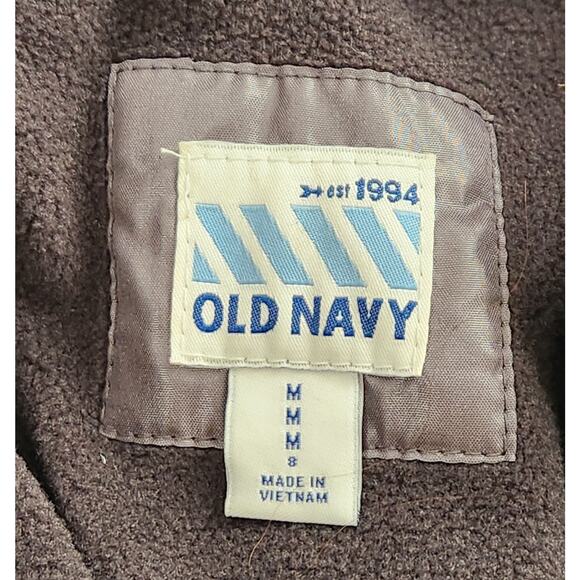 est 1994
OLD NAVY
M
M
M
8
MADE IN
VIETNAM